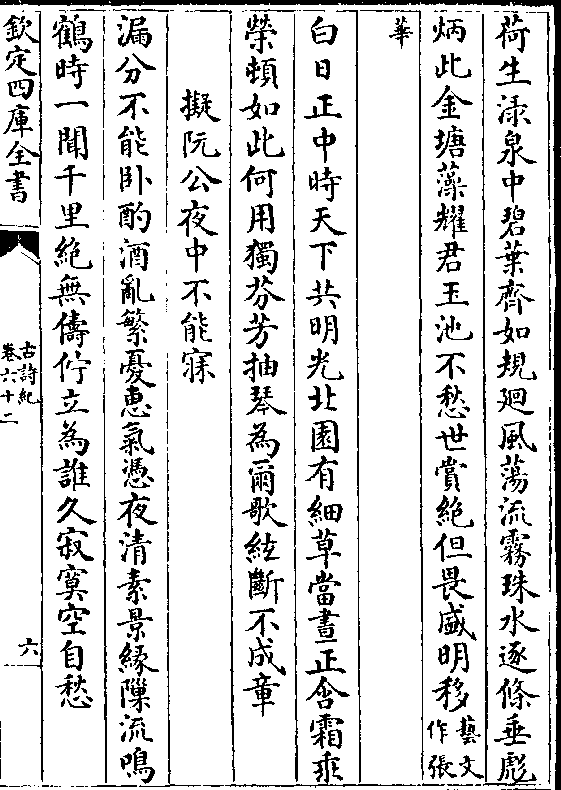 荷生渌泉中碧葉齊如規廻風蕩流霧珠水逐條垂彪
炳此金塘藻耀君玉池不愁世賞絶但畏盛明移藝文作張
華
白日正中時天下共明光北園有細草當晝正含霜乖
榮頓如此何用獨芬芳抽琴為爾歌絃斷不成章
擬阮公夜中不能寐
漏分不能卧酌酒亂繁憂惠氣憑夜清素景縁隟流鳴
鶴時一聞千里絶無儔佇立為誰久寂寞空自愁
欽定四庫全書
古詩紀
卷六十二
六